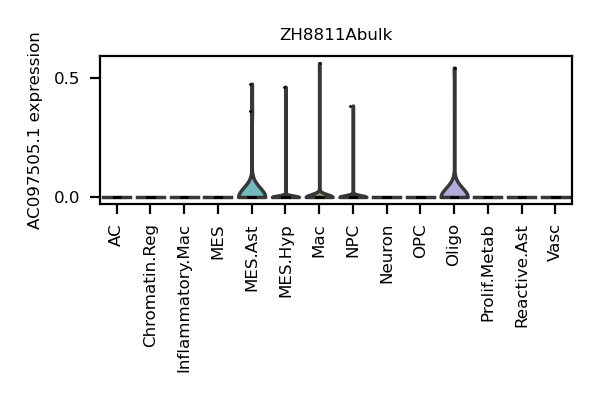 ZH8811Abulk
AC097505.1 expression
0.5
0.0
AC
Chromatin.Reg
Inflammatory.Mac
MES
MES.Ast
MES.Hyp
Mac
NPC
Neuron
OPC
Oligo
Prolif.Metab
Reactive.Ast
Vasc